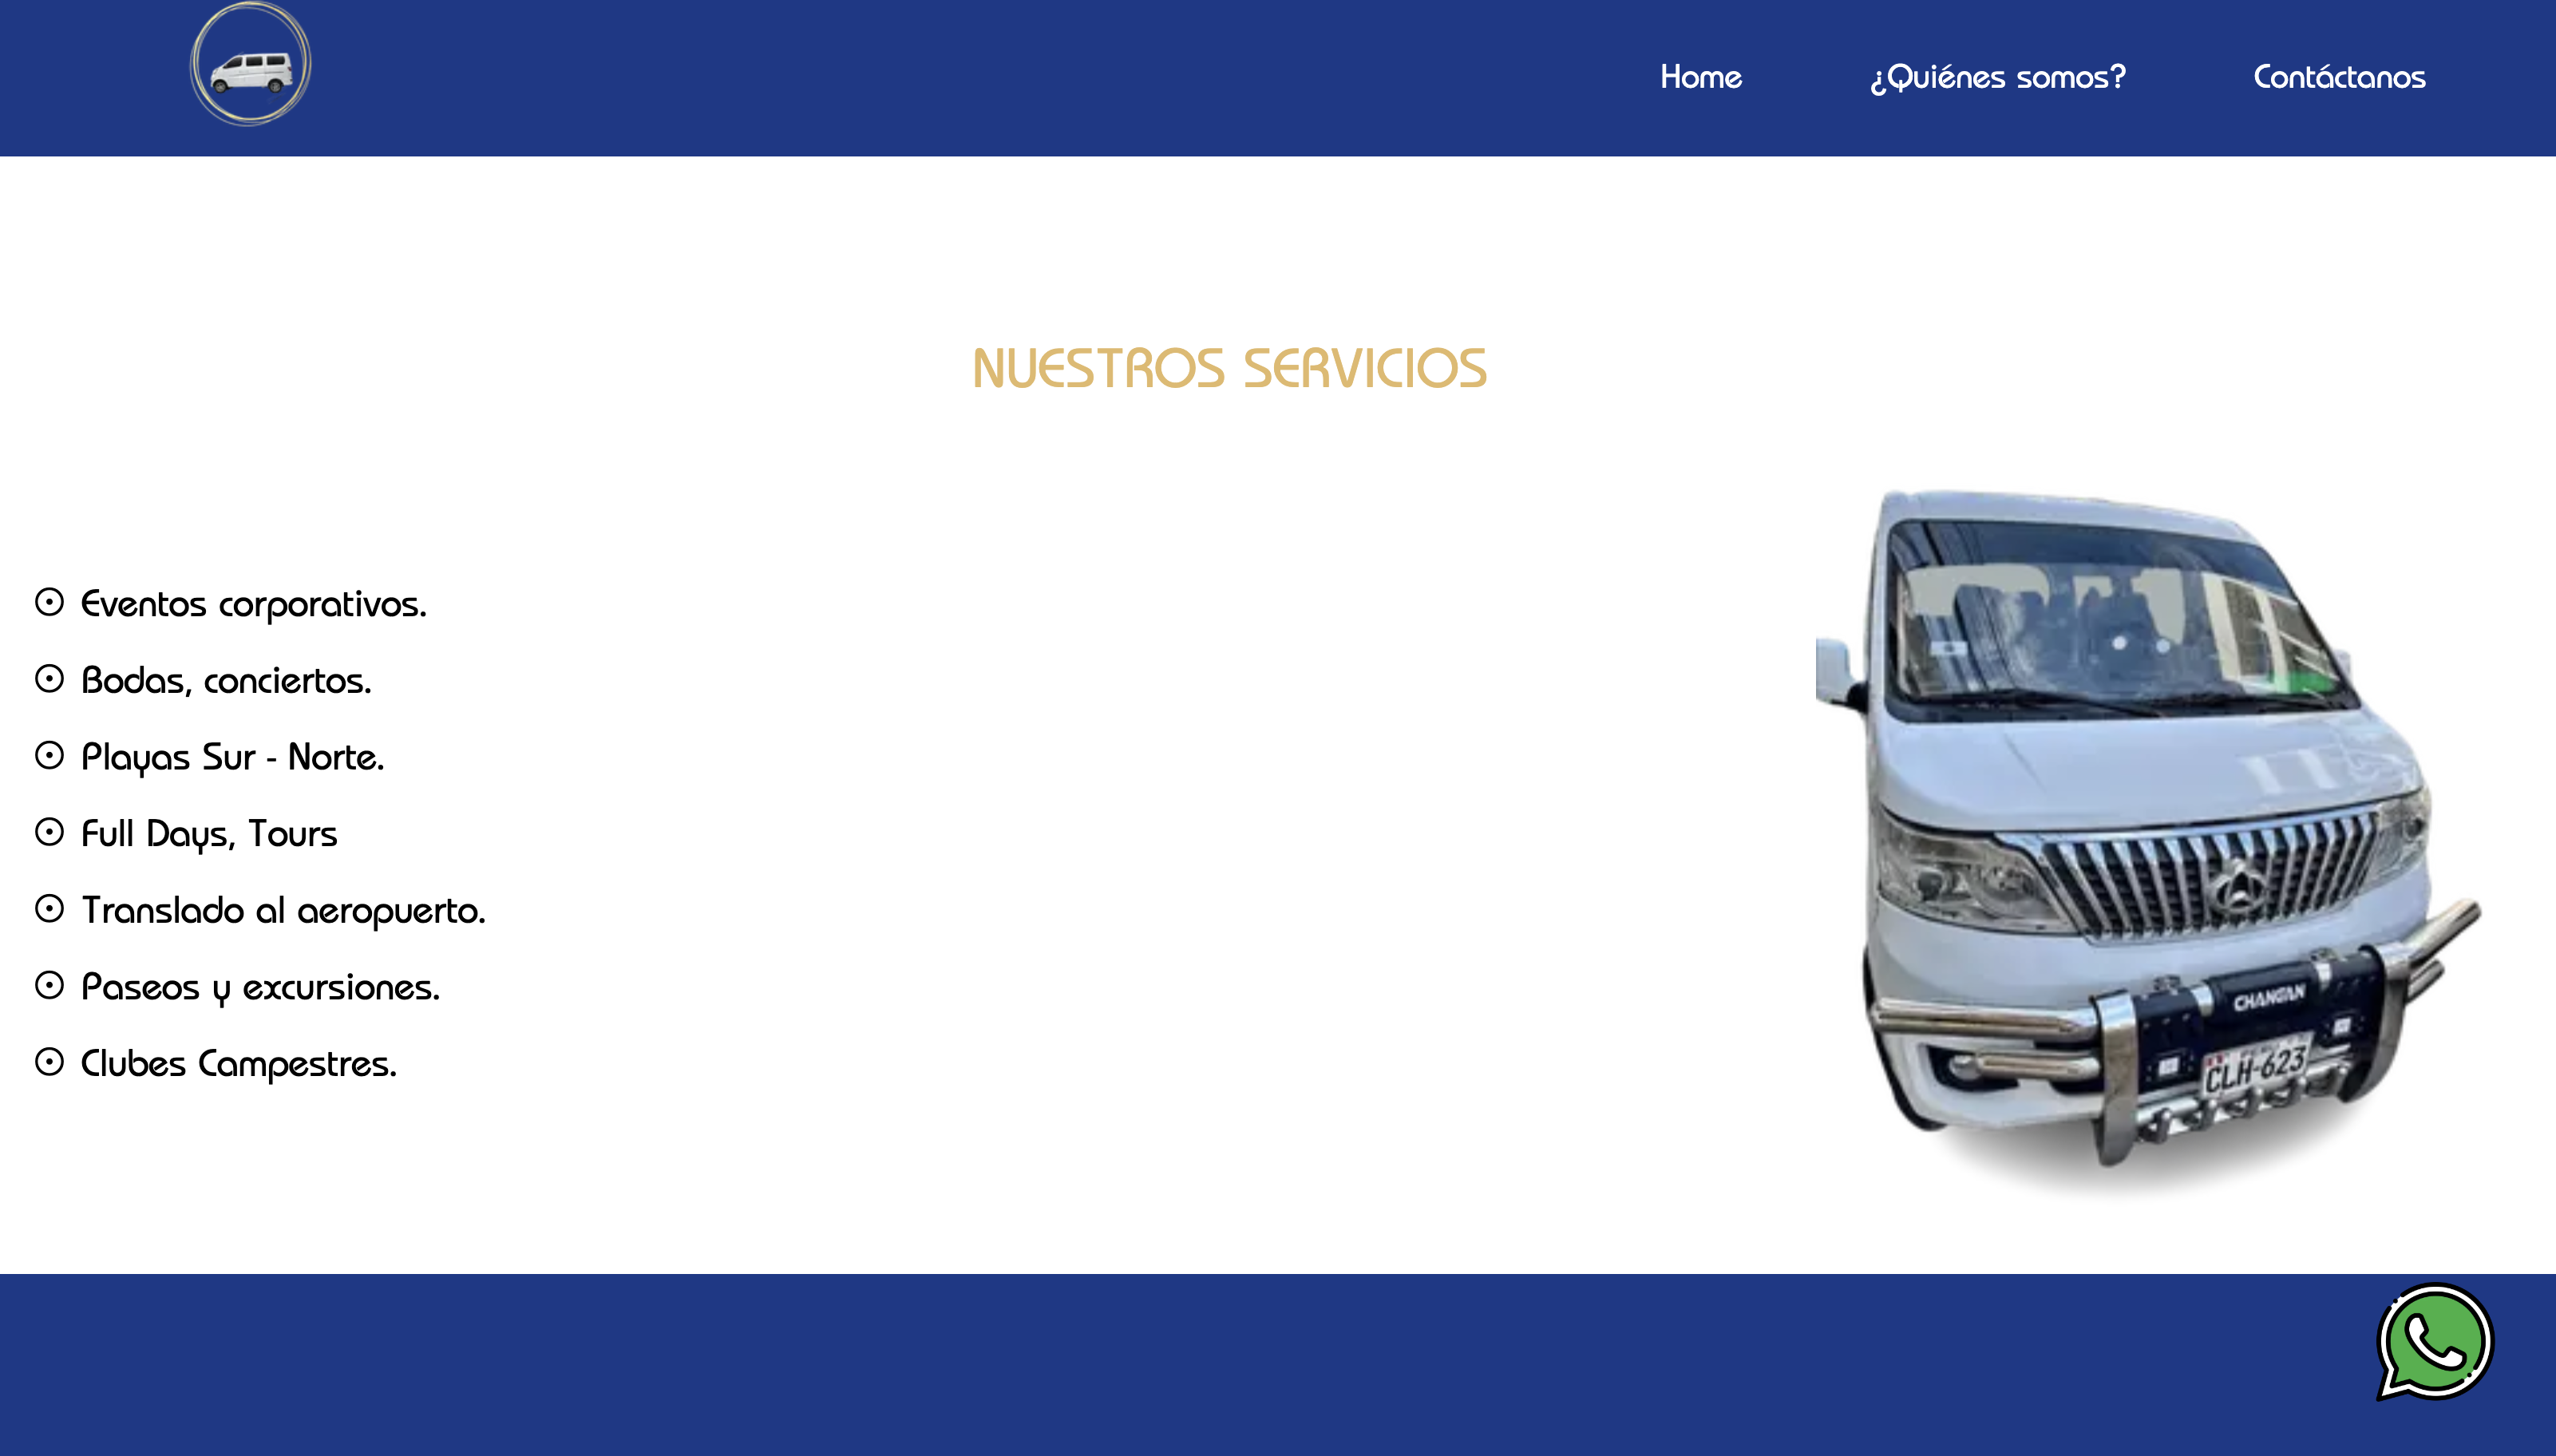 Home
¿Quiénes somos?
Contáctanos
NUESTROS SERVICIOS
Eventos corporativos.
Bodas, conciertos.
Playas Sur - Norte.
Full Days, Tours
Translado al aeropuerto.
Paseos y excursiones.
Clubes Campestres.
CHANGAN
CLH-623